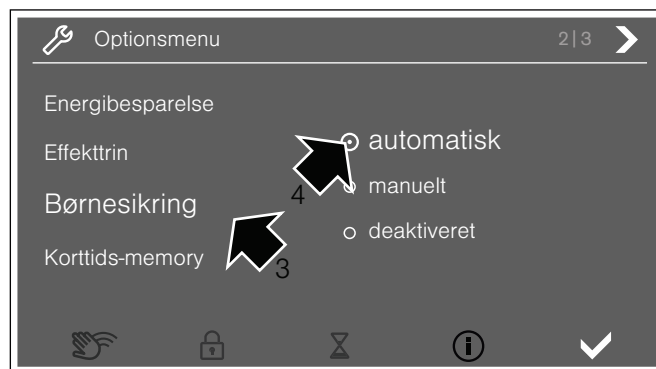 Optionsmenu 2|3
Energibesparelse
Effekttrin
Børnesikring
Korttids-memory
automatisk
manuelt
deaktiveret
4
3